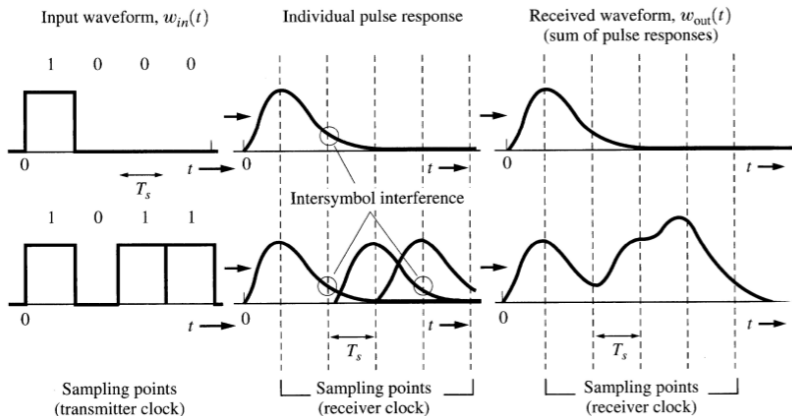 Input waveform, w_in(t)
Individual pulse response
Received waveform, w_out(t)
(sum of pulse responses)
1 0 0 0
0
T_s
t
0
t
0
t
Intersymbol interference
1 0 1 1
0
t
0
T_s
t
0
T_s
t
Sampling points
(transmitter clock)
Sampling points
(receiver clock)
Sampling points
(receiver clock)